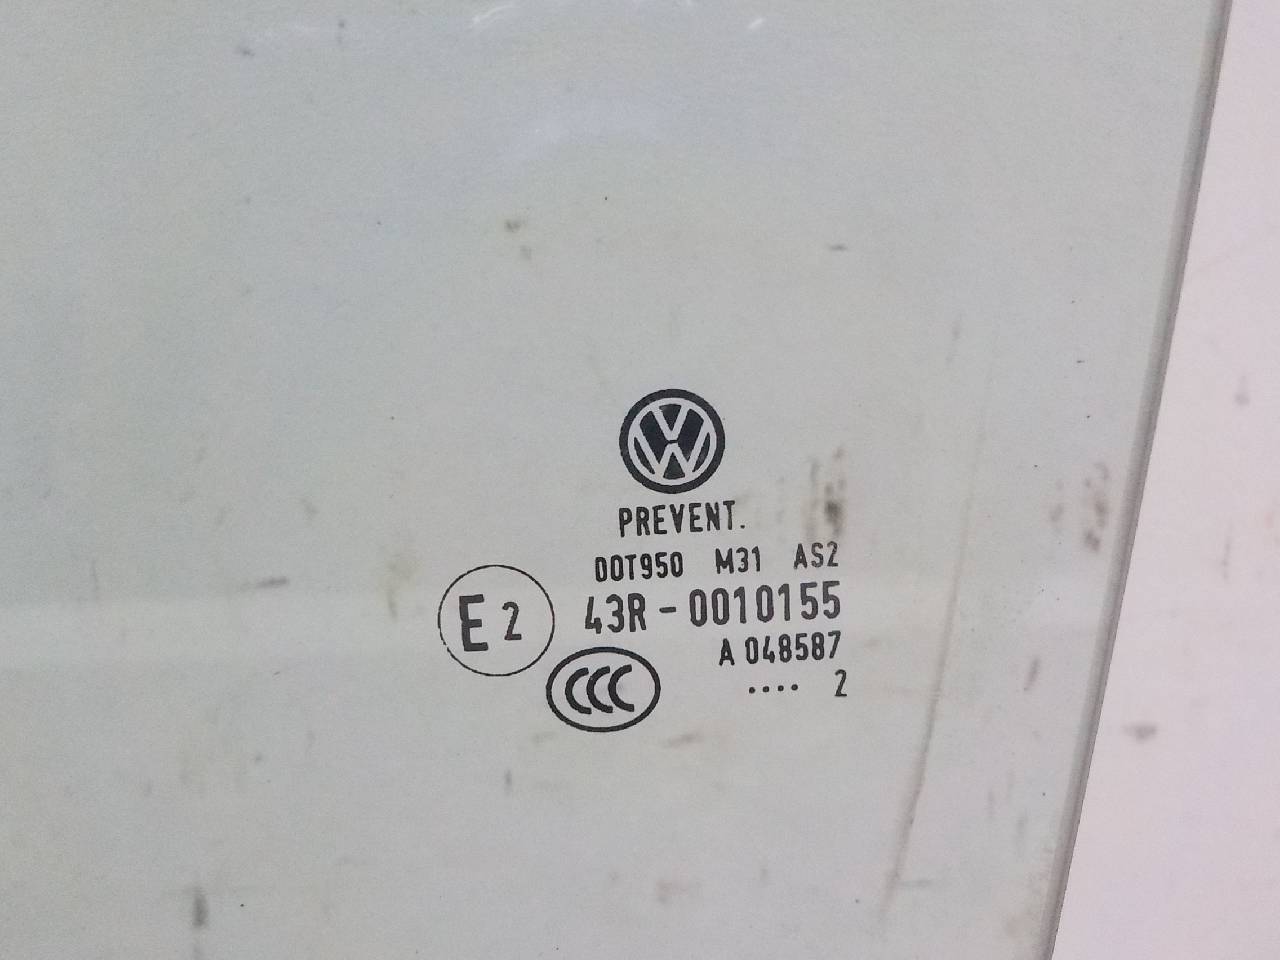 PREVENT.
DOT950 M31 AS2
E2 43R-0010155
A 048587
CCC .... 2